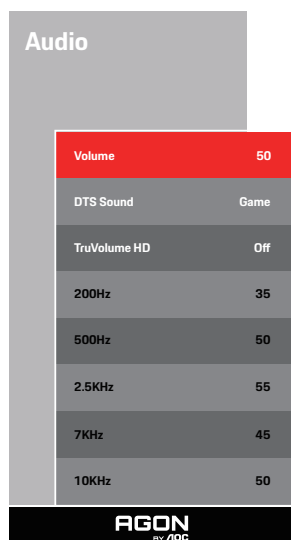 Audio
Volume 50
DTS Sound Game
TruVolume HD Off
200Hz 35
500Hz 50
2.5KHz 55
7KHz 45
10KHz 50
AGON
BY AOC